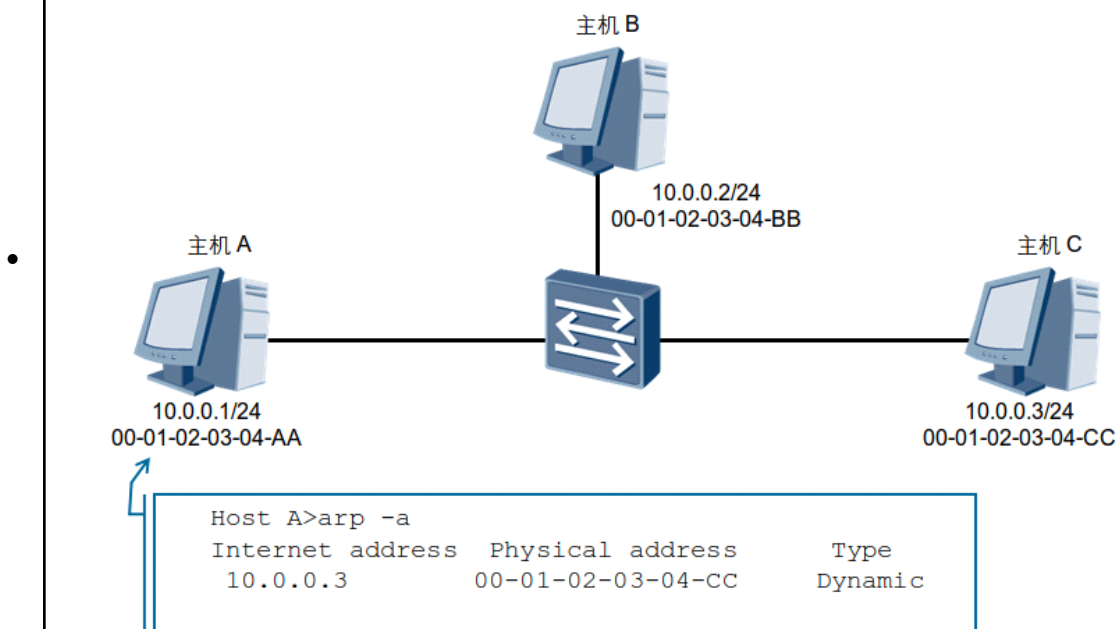 主机 B
10.0.0.2/24
00-01-02-03-04-BB
主机 A
主机 C
10.0.0.1/24
00-01-02-03-04-AA
10.0.0.3/24
00-01-02-03-04-CC
Host A>arp -a
Internet address Physical address Type
10.0.0.3 00-01-02-03-04-CC Dynamic